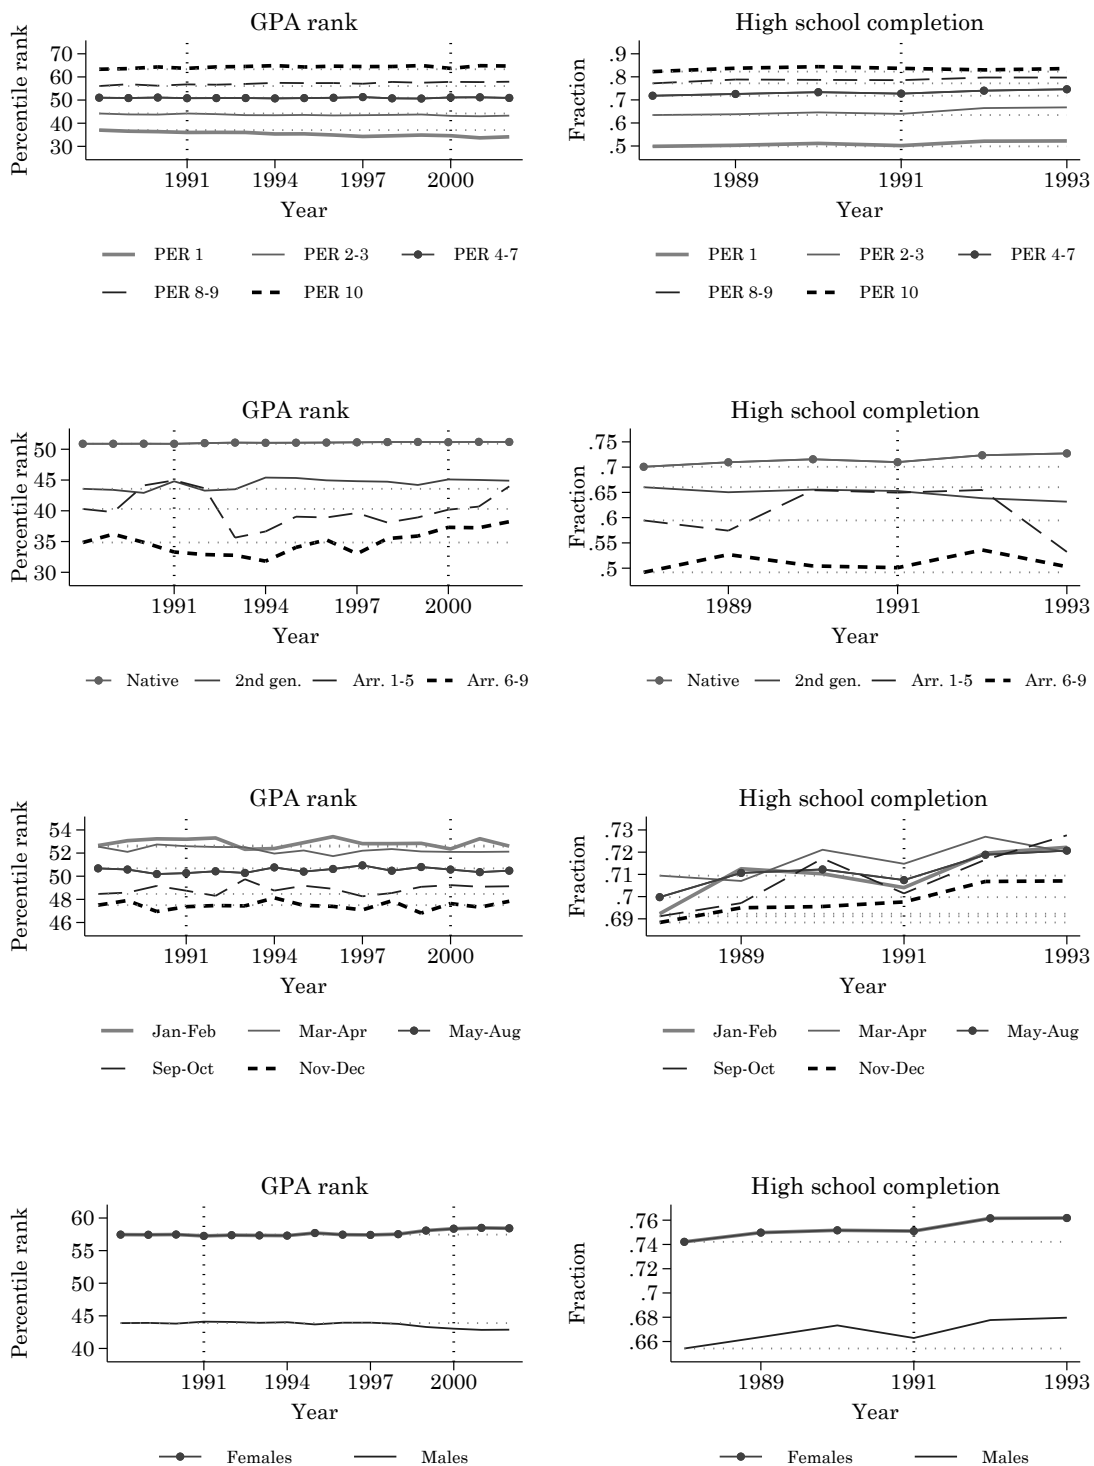 GPA rank
Percentile rank
70
60
50
40
30
1991 1994 1997 2000
Year
PER 1 PER 2-3 PER 4-7
PER 8-9 PER 10
High school completion
Fraction
.9
.8
.7
.6
.5
1989 1991 1993
Year
PER 1 PER 2-3 PER 4-7
PER 8-9 PER 10
GPA rank
Percentile rank
50
45
40
35
30
1991 1994 1997 2000
Year
Native 2nd gen. Arr. 1-5 Arr. 6-9
High school completion
Fraction
.75
.7
.65
.6
.55
.5
1989 1991 1993
Year
Native 2nd gen. Arr. 1-5 Arr. 6-9
GPA rank
Percentile rank
54
52
50
48
46
1991 1994 1997 2000
Year
Jan-Feb Mar-Apr May-Aug
Sep-Oct Nov-Dec
High school completion
Fraction
.73
.72
.71
.7
.69
1989 1991 1993
Year
Jan-Feb Mar-Apr May-Aug
Sep-Oct Nov-Dec
GPA rank
Percentile rank
60
55
50
45
40
1991 1994 1997 2000
Year
Females Males
High school completion
Fraction
.76
.74
.72
.7
.68
.66
1989 1991 1993
Year
Females Males